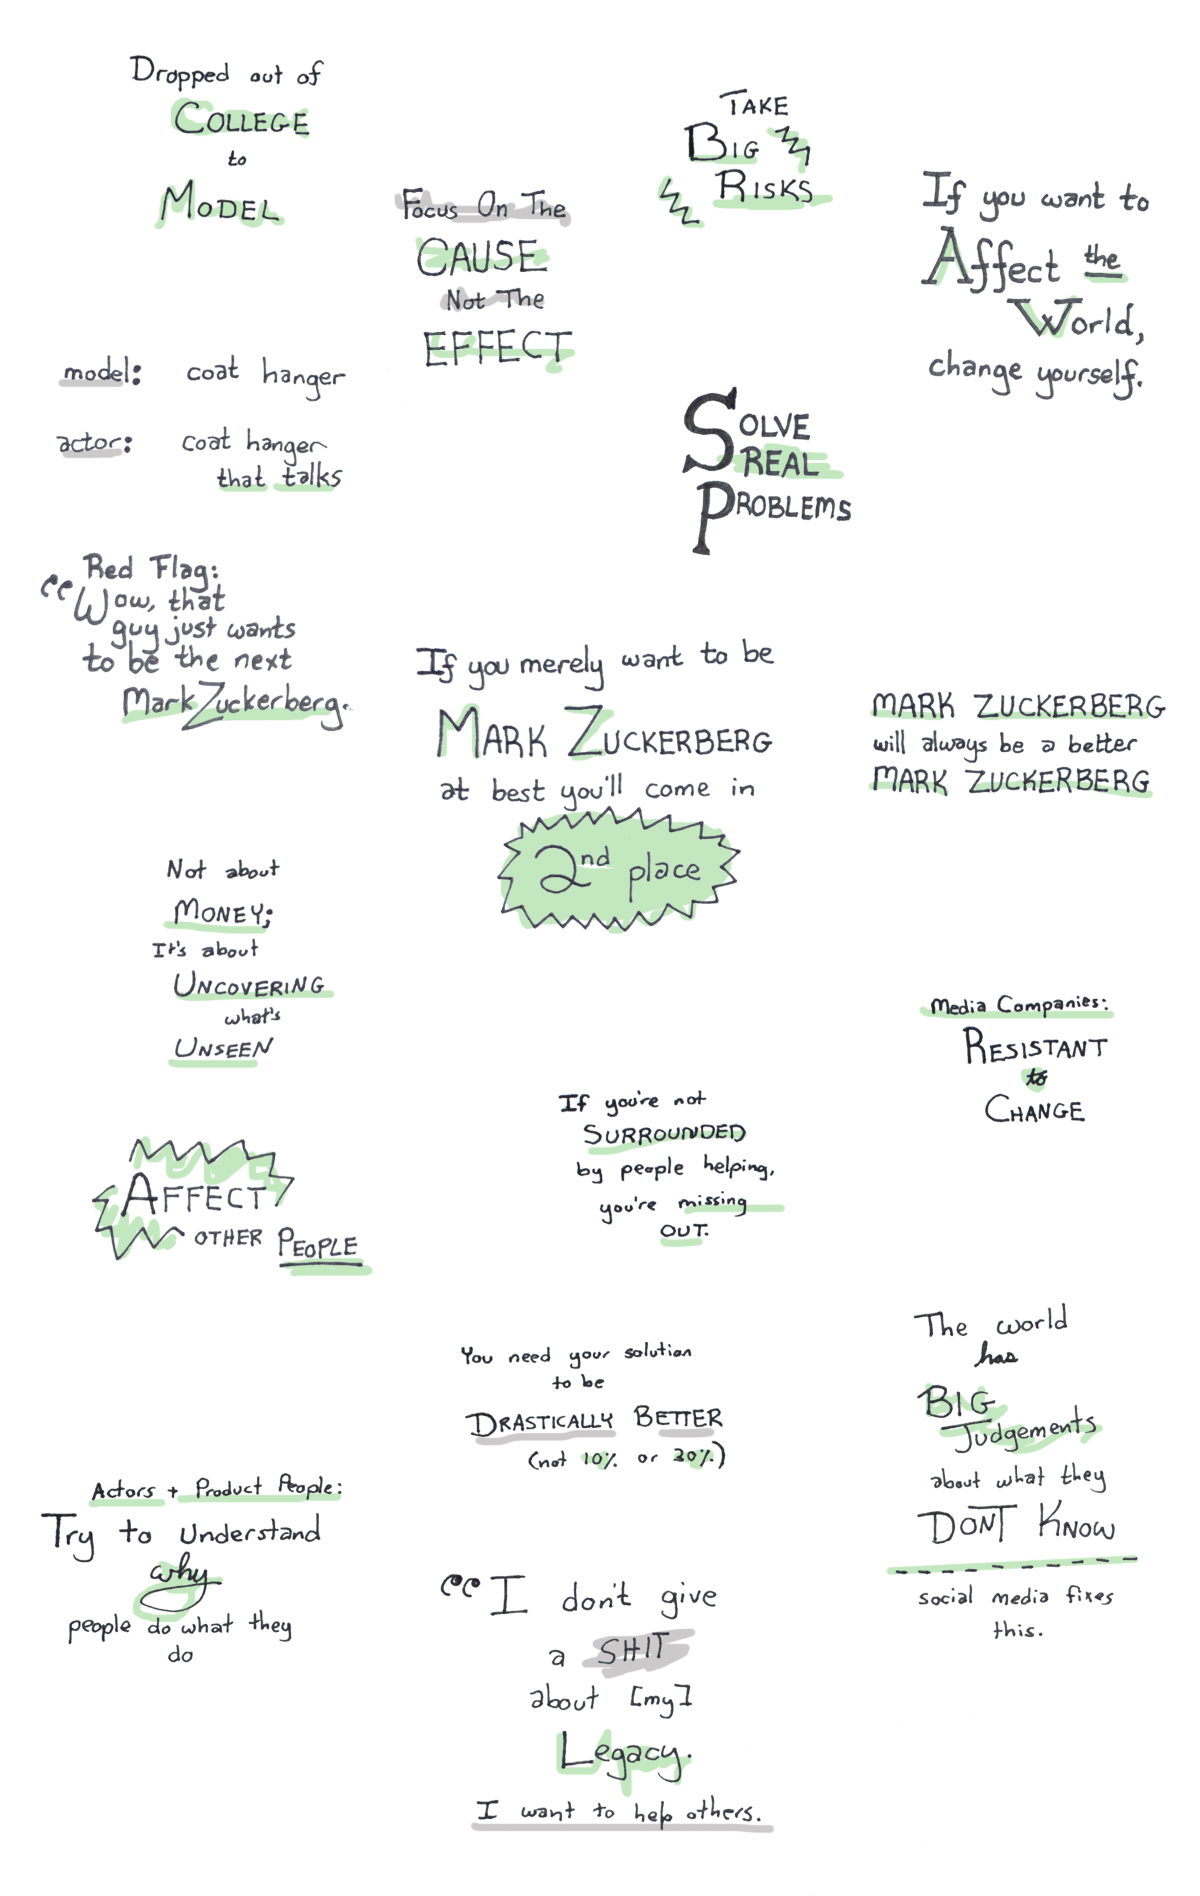 Dropped out of
COLLEGE
to
MODEL
FOCUS ON THE
CAUSE
NOT THE
EFFECT
TAKE
BIG
RISKS
If you want to
Affect the
World,
change yourself.
model: coat hanger
actor: coat hanger
that talks
SOLVE
REAL
PROBLEMS
Red Flag:
“Wow, that
guy just wants
to be the next
Mark Zuckerberg.
If you merely want to be
MARK ZUCKERBERG
at best you'll come in
2nd place
MARK ZUCKERBERG
will always be a better
MARK ZUCKERBERG
Not about
MONEY;
It's about
UNCOVERING
what's
UNSEEN
Media Companies:
RESISTANT
to
CHANGE
If you're not
SURROUNDED
by people helping,
you're missing
OUT.
AFFECT
OTHER PEOPLE
You need your solution
to be
DRASTICALLY BETTER
(not 10% or 20%)
The world
has
BIG
Judgements
about what they
DON'T KNOW
social media fixes
this.
Actors + Product People:
Try to understand
why
people do what they
do
“I don't give
a SHIT
about [my]
Legacy.
I want to help others.